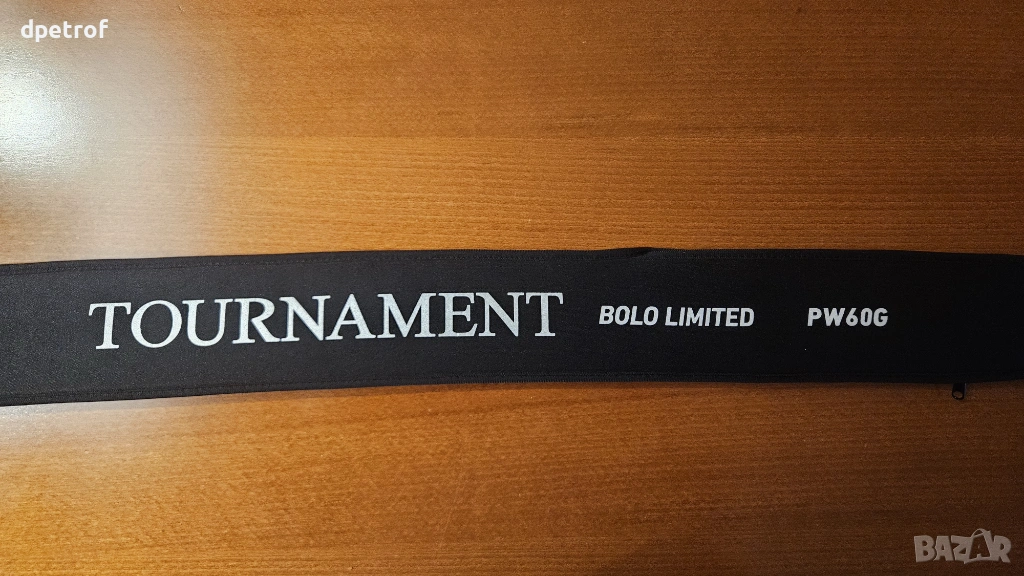 dpetrof
TOURNAMENT BOLO LIMITED PW60G
BAZAR